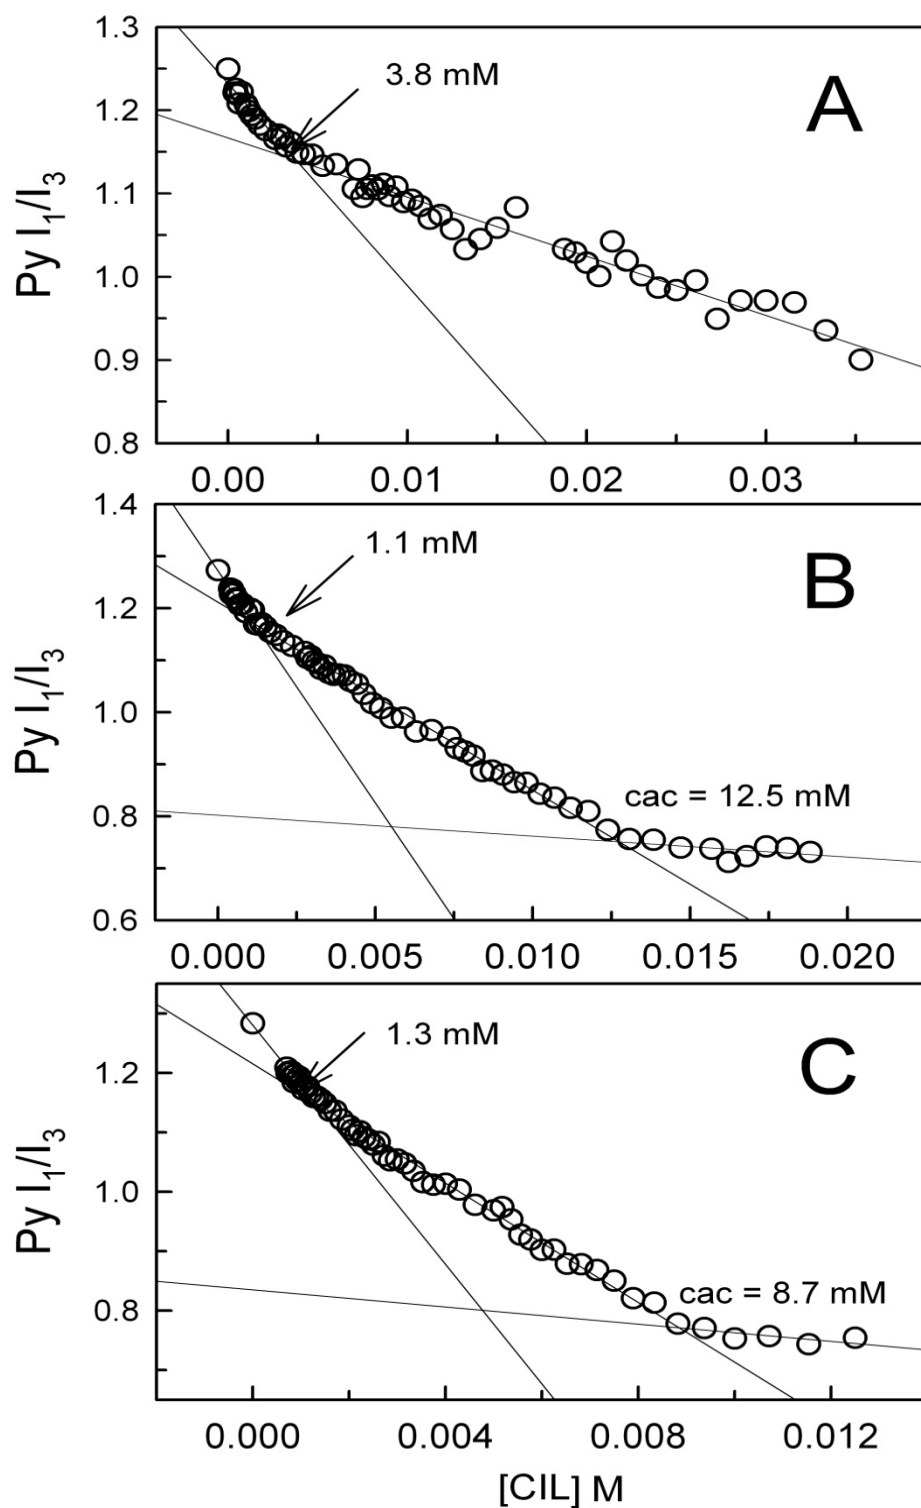 A
3.8 mM
Py I₁/I₃
1.3
1.2
1.1
1.0
0.9
0.8
0.00 0.01 0.02 0.03
B
1.1 mM
cac = 12.5 mM
Py I₁/I₃
1.4
1.2
1.0
0.8
0.6
0.000 0.005 0.010 0.015 0.020
C
1.3 mM
cac = 8.7 mM
Py I₁/I₃
1.2
1.0
0.8
0.000 0.004 0.008 0.012
[CIL] M